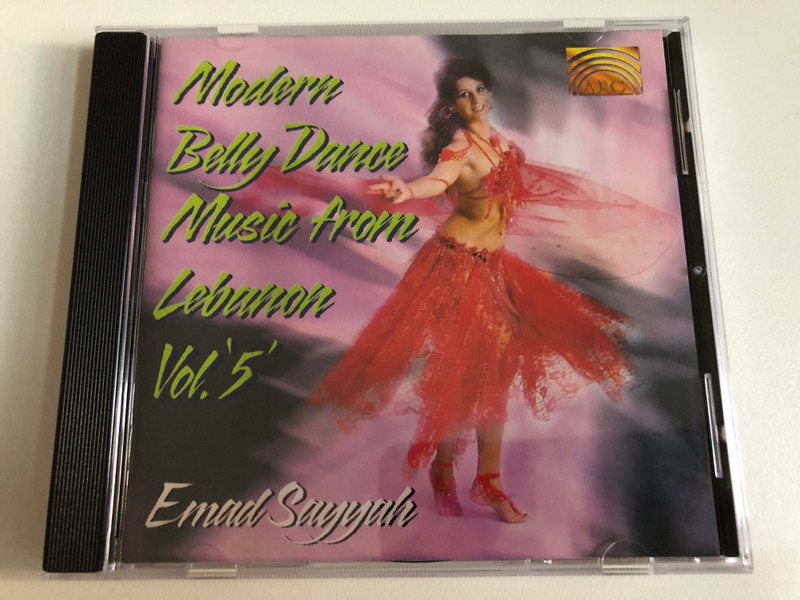 Modern
Belly Dance
Music from
Lebanon
Vol. '5'
Emad Sayyah
ARC